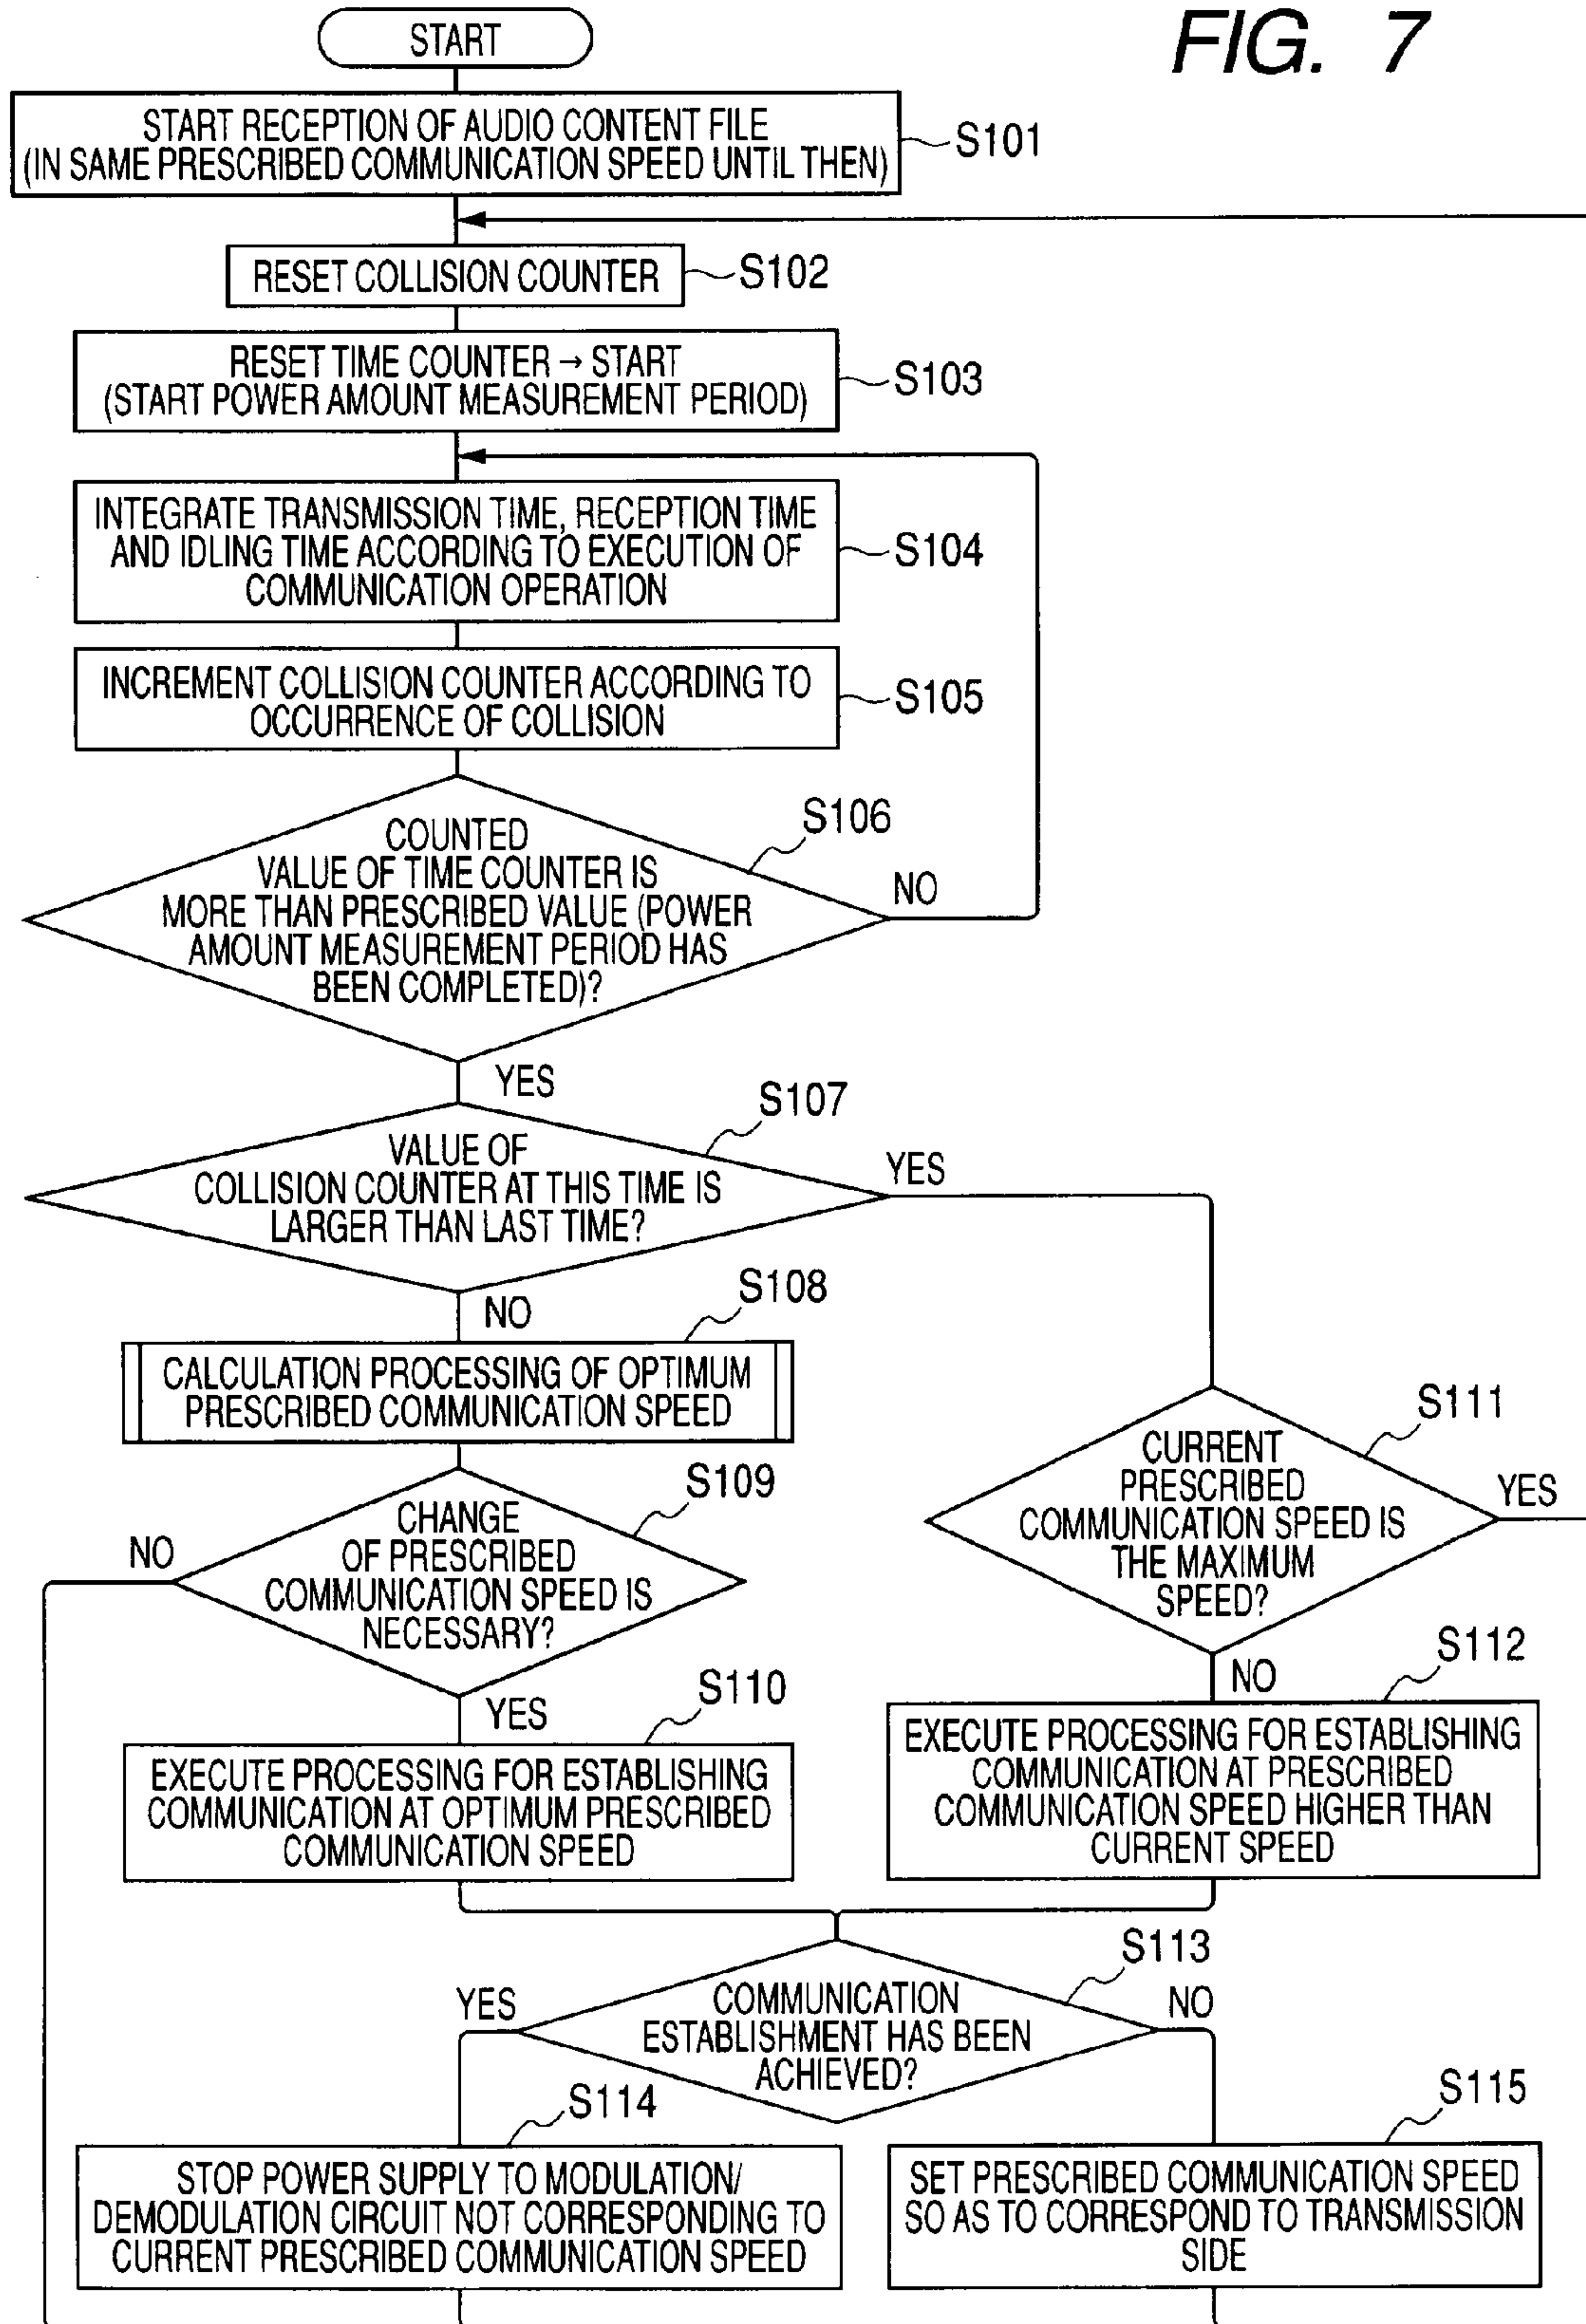 FIG. 7
START
START RECEPTION OF AUDIO CONTENT FILE
(IN SAME PRESCRIBED COMMUNICATION SPEED UNTIL THEN)
S101
RESET COLLISION COUNTER
S102
RESET TIME COUNTER → START
(START POWER AMOUNT MEASUREMENT PERIOD)
S103
INTEGRATE TRANSMISSION TIME, RECEPTION TIME
AND IDLING TIME ACCORDING TO EXECUTION OF
COMMUNICATION OPERATION
S104
INCREMENT COLLISION COUNTER ACCORDING TO
OCCURRENCE OF COLLISION
S105
S106
COUNTED
VALUE OF TIME COUNTER IS
MORE THAN PRESCRIBED VALUE (POWER
AMOUNT MEASUREMENT PERIOD HAS
BEEN COMPLETED)?
NO
YES
S107
VALUE OF
COLLISION COUNTER AT THIS TIME IS
LARGER THAN LAST TIME?
YES
NO
S108
CALCULATION PROCESSING OF OPTIMUM
PRESCRIBED COMMUNICATION SPEED
S109
CHANGE
OF PRESCRIBED
COMMUNICATION SPEED IS
NECESSARY?
NO
YES
S110
EXECUTE PROCESSING FOR ESTABLISHING
COMMUNICATION AT OPTIMUM PRESCRIBED
COMMUNICATION SPEED
S111
CURRENT
PRESCRIBED
COMMUNICATION SPEED IS
THE MAXIMUM
SPEED?
YES
NO
S112
EXECUTE PROCESSING FOR ESTABLISHING
COMMUNICATION AT PRESCRIBED
COMMUNICATION SPEED HIGHER THAN
CURRENT SPEED
S113
COMMUNICATION
ESTABLISHMENT HAS BEEN
ACHIEVED?
YES
NO
S114
STOP POWER SUPPLY TO MODULATION/
DEMODULATION CIRCUIT NOT CORRESPONDING TO
CURRENT PRESCRIBED COMMUNICATION SPEED
S115
SET PRESCRIBED COMMUNICATION SPEED
SO AS TO CORRESPOND TO TRANSMISSION
SIDE